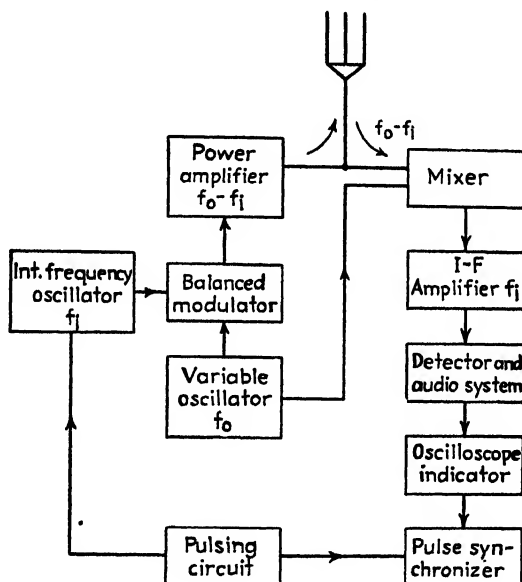 f₀-fᵢ
Power
amplifier
f₀-fᵢ
Mixer
Int. frequency
oscillator
fᵢ
Balanced
modulator
I-F
Amplifier fᵢ
Variable
oscillator
f₀
Detector and
audio system
Oscilloscope
indicator
Pulsing
circuit
Pulse syn-
chronizer